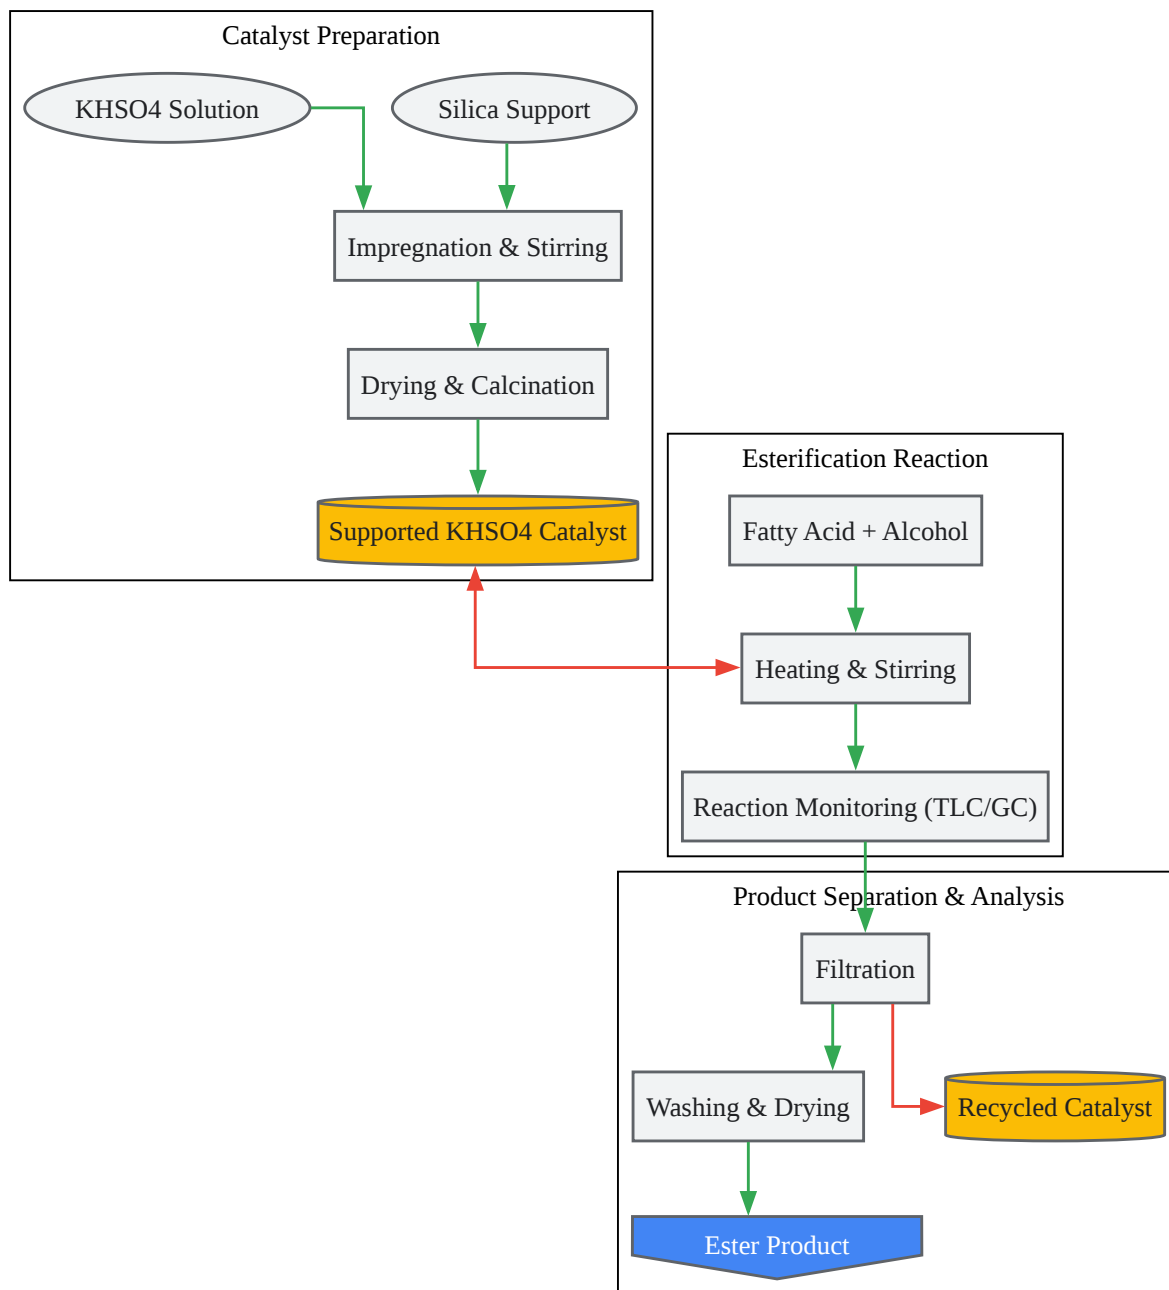 Catalyst Preparation
KHSO4 Solution
Silica Support
Impregnation & Stirring
Drying & Calcination
Supported KHSO4 Catalyst
Esterification Reaction
Fatty Acid + Alcohol
Heating & Stirring
Reaction Monitoring (TLC/GC)
Product Separation & Analysis
Filtration
Washing & Drying
Recycled Catalyst
Ester Product